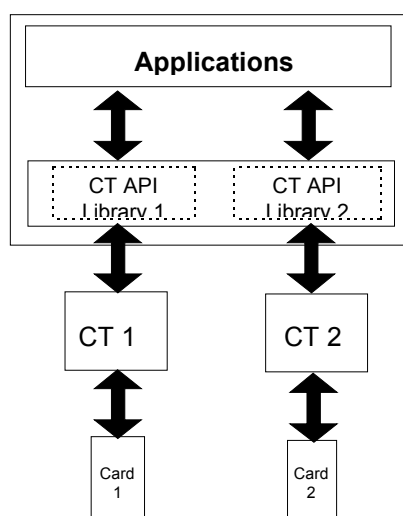 Applications
CT API
Library 1
CT API
Library 2
CT 1
CT 2
Card
1
Card
2